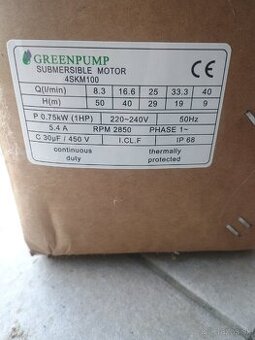 GREENPUMP
SUBMERSIBLE MOTOR
4SKM100
CE
Q(l/min) 8.3 16.6 25 33.3 40
H(m) 50 40 29 19 9
P 0.75kW (1HP) 220~240V 50Hz
5.4 A RPM 2850 PHASE 1~
C 30µF / 450 V I.CL.F IP 68
continuous duty
thermally protected